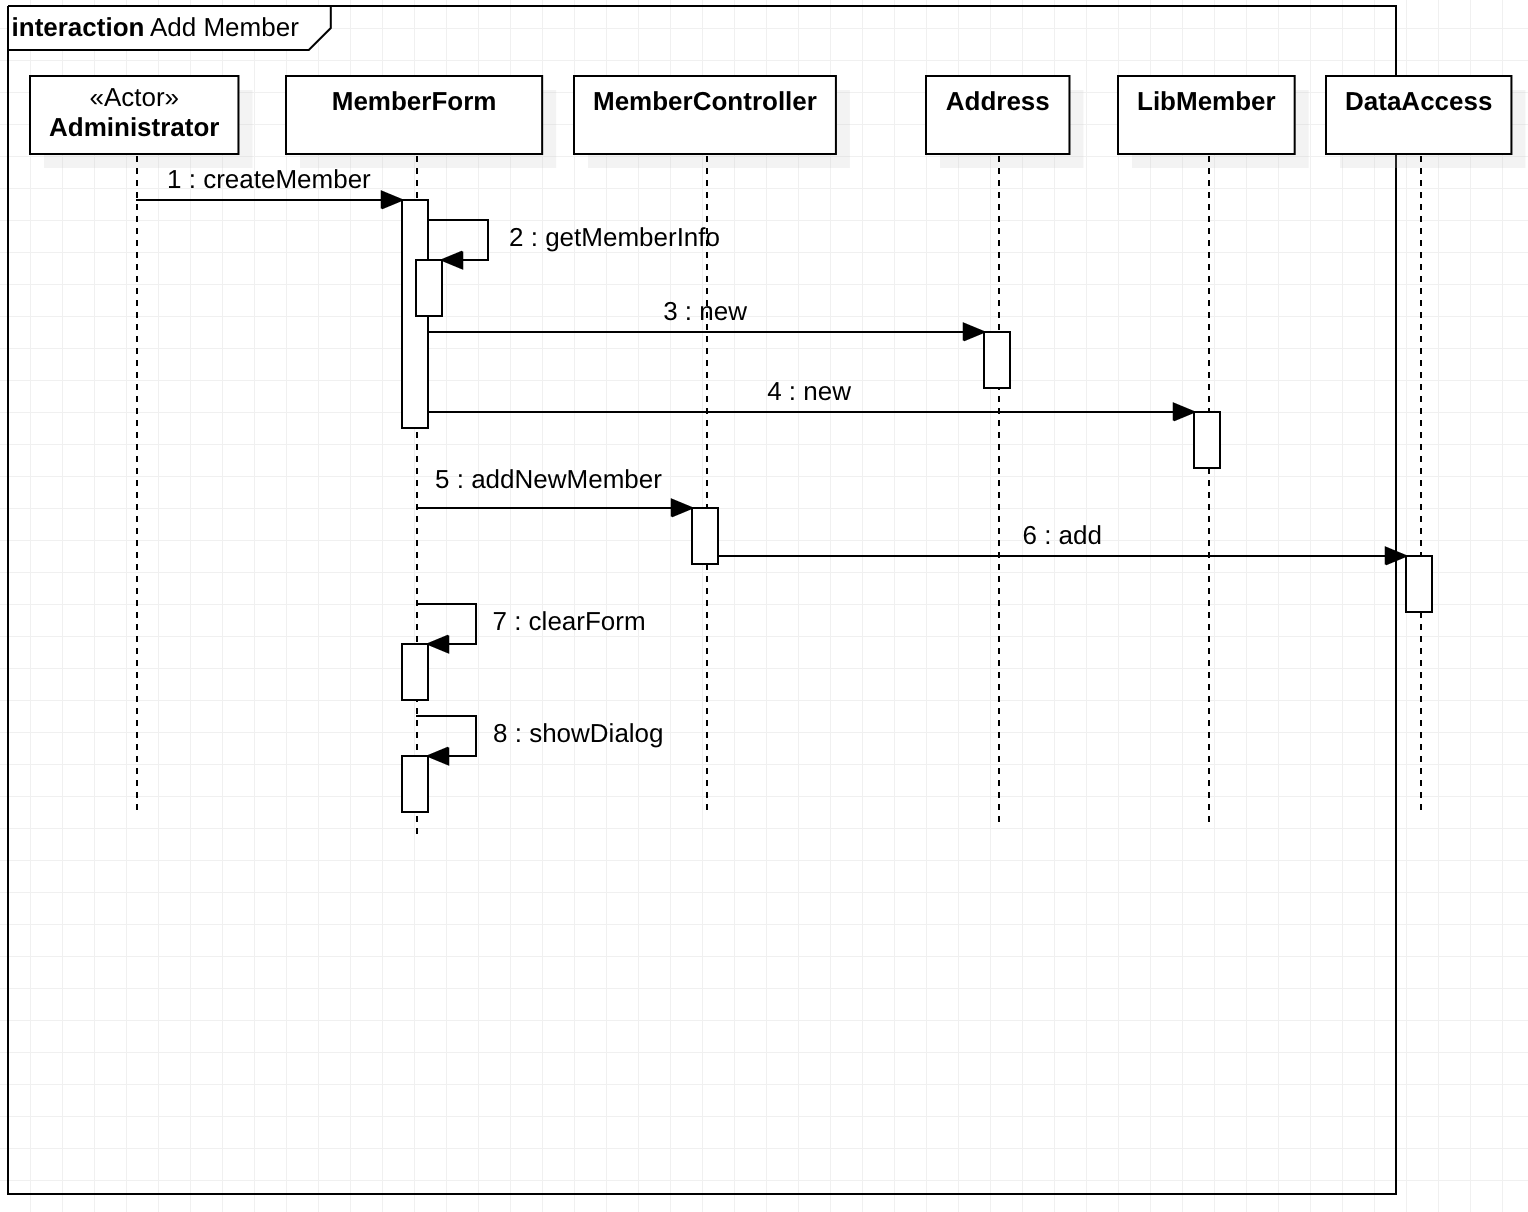 interaction Add Member
«Actor»
Administrator
MemberForm
MemberController
Address
LibMember
DataAccess
1 : createMember
2 : getMemberInfo
3 : new
4 : new
5 : addNewMember
6 : add
7 : clearForm
8 : showDialog